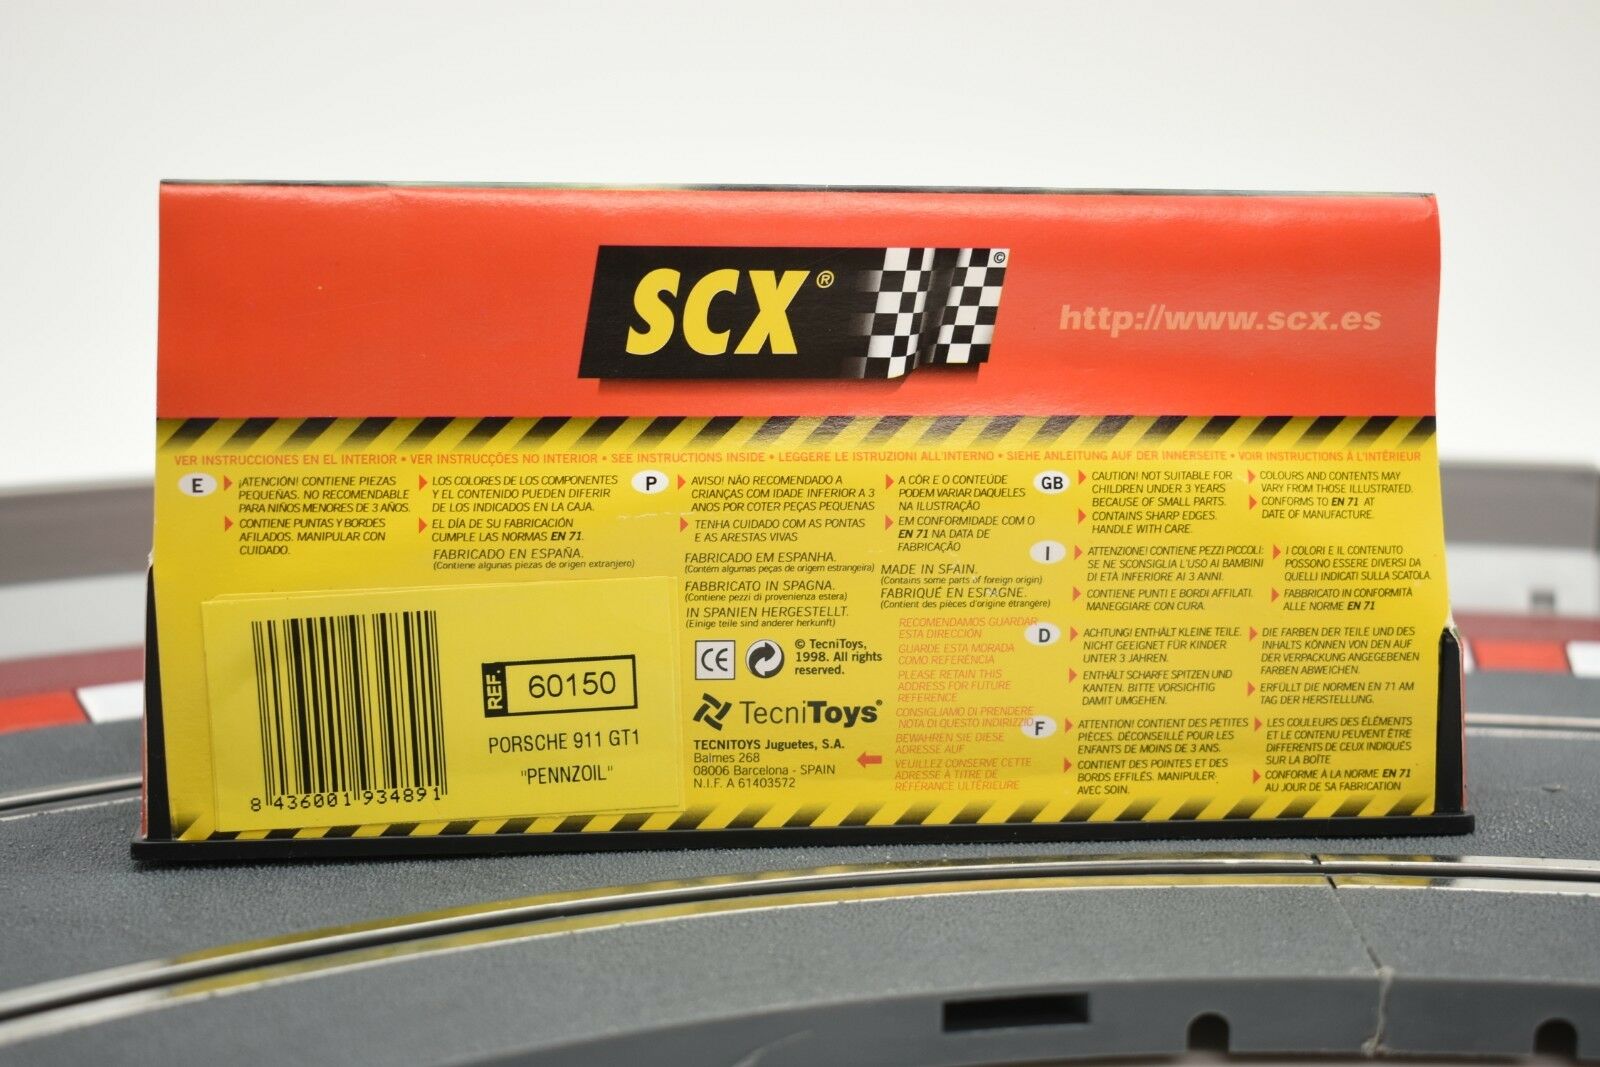 SCX®
©
http://www.scx.es
VER INSTRUCCIONES EN EL INTERIOR • VER INSTRUCÇÕES NO INTERIOR • SEE INSTRUCTIONS INSIDE • LEGGERE LE ISTRUZIONI ALL'INTERNO • SIEHE ANLEITUNG AUF DER INNERSEITE • VOIR INSTRUCTIONS À L'INTÉRIEUR
E
¡ATENCIÓN! CONTIENE PIEZAS
PEQUEÑAS. NO RECOMENDABLE
PARA NIÑOS MENORES DE 3 AÑOS.
CONTIENE PUNTAS Y BORDES
AFILADOS. MANIPULAR CON
CUIDADO.
LOS COLORES DE LOS COMPONENTES
Y EL CONTENIDO PUEDEN DIFERIR
DE LOS INDICADOS EN LA CAJA.
EL DÍA DE SU FABRICACIÓN
CUMPLE LAS NORMAS EN 71.
FABRICADO EN ESPAÑA.
(Contiene algunas piezas de origen extranjero)
P
AVISO! NÃO RECOMENDADO A
CRIANÇAS COM IDADE INFERIOR A 3
ANOS POR COTER PEÇAS PEQUENAS
TENHA CUIDADO COM AS PONTAS
E AS ARESTAS VIVAS
A CÔR E O CONTEÚDE
PODEM VARIAR DAQUELES
NA ILUSTRAÇÃO
EM CONFORMIDADE COM O
EN 71 NA DATA DE
FABRICAÇÃO
FABRICADO EM ESPANHA.
(Contém algumas peças de origem estrangeira)
FABBRICATO IN SPAGNA.
(Contiene pezzi di provenienza estera)
IN SPANIEN HERGESTELLT.
(Einige teile sind anderer herkunft)
MADE IN SPAIN.
(Contains some parts of foreign origin)
FABRIQUÉ EN ESPAGNE.
(Contient des pièces d'origine étrangère)
GB
CAUTION! NOT SUITABLE FOR
CHILDREN UNDER 3 YEARS
BECAUSE OF SMALL PARTS.
CONTAINS SHARP EDGES.
HANDLE WITH CARE.
COLOURS AND CONTENTS MAY
VARY FROM THOSE ILLUSTRATED.
CONFORMS TO EN 71 AT
DATE OF MANUFACTURE.
I
ATTENZIONE! CONTIENE PEZZI PICCOLI:
SE NE SCONSIGLIA L'USO AI BAMBINI
DI ETÀ INFERIORE AI 3 ANNI.
CONTIENE PUNTI E BORDI AFFILATI.
MANEGGIARE CON CURA.
I COLORI E IL CONTENUTO
POSSONO ESSERE DIVERSI DA
QUELLI INDICATI SULLA SCATOLA.
FABBRICATO IN CONFORMITÀ
ALLE NORME EN 71
D
ACHTUNG! ENTHÄLT KLEINE TEILE.
NICHT GEEIGNET FÜR KINDER
UNTER 3 JAHREN.
ENTHÄLT SCHARFE SPITZEN UND
KANTEN. BITTE VORSICHTIG
DAMIT UMGEHEN.
DIE FARBEN DER TEILE UND DES
INHALTS KÖNNEN VON DEN AUF
DER VERPACKUNG ANGEGEBENEN
FARBEN ABWEICHEN.
ERFÜLLT DIE NORMEN EN 71 AM
TAG DER HERSTELLUNG.
F
ATTENTION! CONTIENT DES PETITES
PIÈCES. DÉCONSEILLÉ POUR LES
ENFANTS DE MOINS DE 3 ANS.
CONTIENT DES POINTES ET DES
BORDS EFFILÉS. MANIPULER
AVEC SOIN.
LES COULEURS DES ÉLÉMENTS
ET LE CONTENU PEUVENT ÊTRE
DIFFERENTS DE CEUX INDIQUÉS
SUR LA BOÎTE
CONFORME À LA NORME EN 71
AU JOUR DE SA FABRICATION
RECOMENDAMOS GUARDAR
ESTA DIRECCIÓN
GUARDE ESTA MORADA
COMO REFERÊNCIA
PLEASE RETAIN THIS
ADDRESS FOR FUTURE
REFERENCE
CONSIGLIAMO DI PRENDERE
NOTA DI QUESTO INDIRIZZIO
BEWAHREN SIE DIESE
ADRESSE AUF
VEUILLEZ CONSERVE CETTE
ADRESSE À TITRE DE
RÉFÉRANCE ULTÉRIEURE
CE
© TecniToys,
1998. All rights
reserved.
TecniToys®
TECNITOYS Juguetes, S.A.
Balmes 268
08006 Barcelona - SPAIN
N.I.F. A 61403572
REF. 60150
PORSCHE 911 GT1
"PENNZOIL"
8 436001 934891